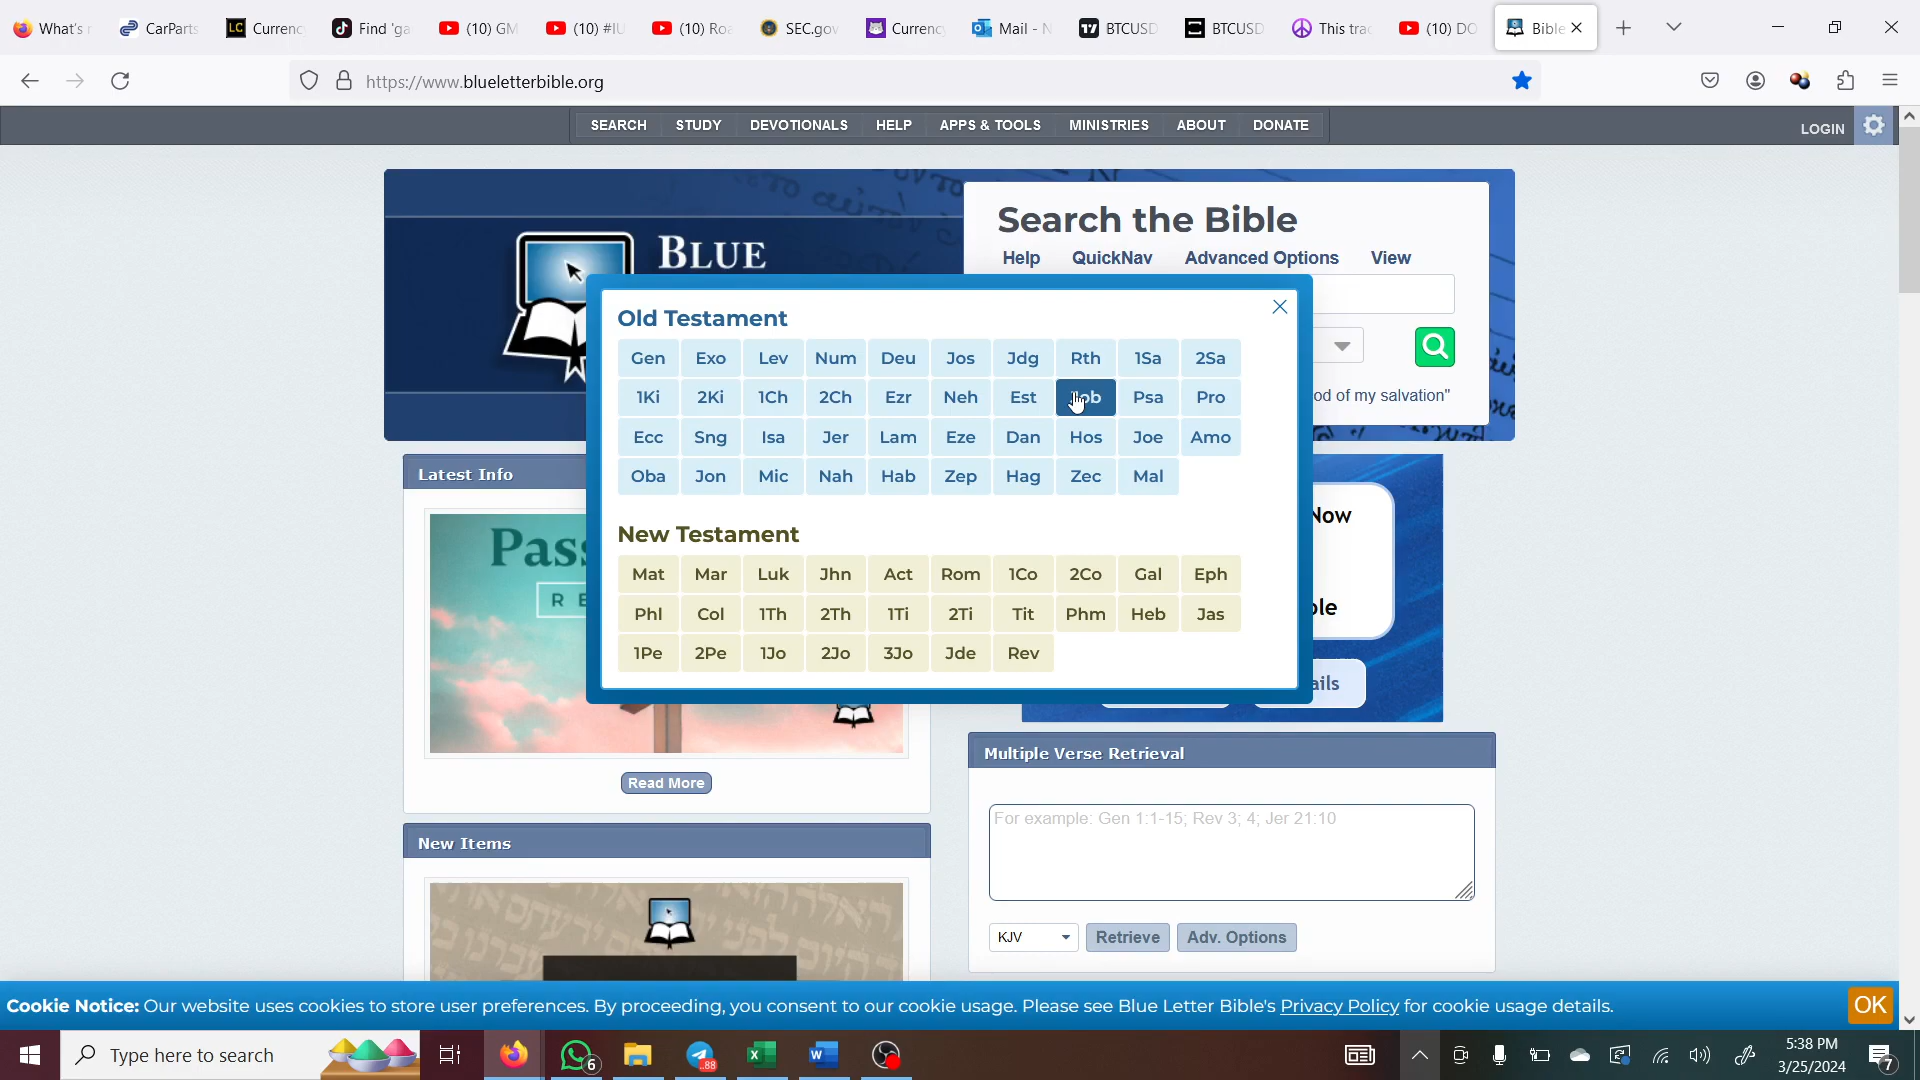 What's r
CarParts
Currenc
Find 'ga
(10) GM
(10) #IU
(10) Roa
SEC.gov
Currency
Mail - N
BTCUSD
BTCUSD
This trac
(10) DO
Bible
https://www.blueletterbible.org
SEARCH STUDY DEVOTIONALS HELP APPS & TOOLS MINISTRIES ABOUT DONATE
LOGIN
BLUE
Search the Bible
Help QuickNav Advanced Options View
od of my salvation"
Old Testament
Gen Exo Lev Num Deu Jos Jdg Rth 1Sa 2Sa
1Ki 2Ki 1Ch 2Ch Ezr Neh Est Job Psa Pro
Ecc Sng Isa Jer Lam Eze Dan Hos Joe Amo
Oba Jon Mic Nah Hab Zep Hag Zec Mal
New Testament
Mat Mar Luk Jhn Act Rom 1Co 2Co Gal Eph
Phl Col 1Th 2Th 1Ti 2Ti Tit Phm Heb Jas
1Pe 2Pe 1Jo 2Jo 3Jo Jde Rev
Latest Info
Pass
R E
Read More
New Items
Now
ble
ails
Multiple Verse Retrieval
For example: Gen 1:1-15; Rev 3; 4; Jer 21:10
KJV Retrieve Adv. Options
Cookie Notice: Our website uses cookies to store user preferences. By proceeding, you consent to our cookie usage. Please see Blue Letter Bible's Privacy Policy for cookie usage details.
OK
Type here to search
6
..88
5:38 PM
3/25/2024
7